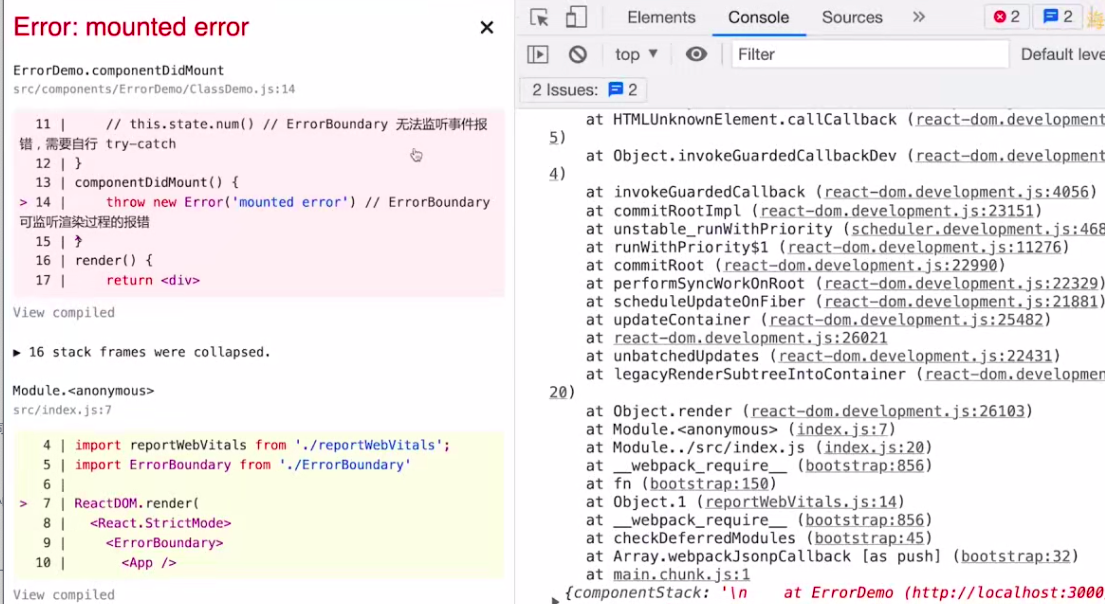 Error: mounted error
ErrorDemo.componentDidMount
src/components/ErrorDemo/ClassDemo.js:14
11 |     // this.state.num() // ErrorBoundary 无法监听事件报
错，需要自行 try-catch
12 | }
13 | componentDidMount() {
> 14 |     throw new Error('mounted error') // ErrorBoundary
可监听渲染过程的报错
15 | }
16 | render() {
17 |     return <div>
View compiled
▶ 16 stack frames were collapsed.
Module.<anonymous>
src/index.js:7
4 | import reportWebVitals from './reportWebVitals';
5 | import ErrorBoundary from './ErrorBoundary'
6 |
> 7 | ReactDOM.render(
8 |   <React.StrictMode>
9 |     <ErrorBoundary>
10 |       <App />
View compiled
Elements
Console
Sources
2
2
top
Filter
Default leve
2 Issues: 2
at HTMLUnknownElement.callCallback (react-dom.development
5)
at Object.invokeGuardedCallbackDev (react-dom.development
4)
at invokeGuardedCallback (react-dom.development.js:4056)
at commitRootImpl (react-dom.development.js:23151)
at unstable_runWithPriority (scheduler.development.js:468
at runWithPriority$1 (react-dom.development.js:11276)
at commitRoot (react-dom.development.js:22990)
at performSyncWorkOnRoot (react-dom.development.js:22329)
at scheduleUpdateOnFiber (react-dom.development.js:21881)
at updateContainer (react-dom.development.js:25482)
at react-dom.development.js:26021
at unbatchedUpdates (react-dom.development.js:22431)
at legacyRenderSubtreeIntoContainer (react-dom.developmen
20)
at Object.render (react-dom.development.js:26103)
at Module.<anonymous> (index.js:7)
at Module../src/index.js (index.js:20)
at __webpack_require__ (bootstrap:856)
at fn (bootstrap:150)
at Object.1 (reportWebVitals.js:14)
at __webpack_require__ (bootstrap:856)
at checkDeferredModules (bootstrap:45)
at Array.webpackJsonpCallback [as push] (bootstrap:32)
at main.chunk.js:1
{componentStack: '\n    at ErrorDemo (http://localhost:3000